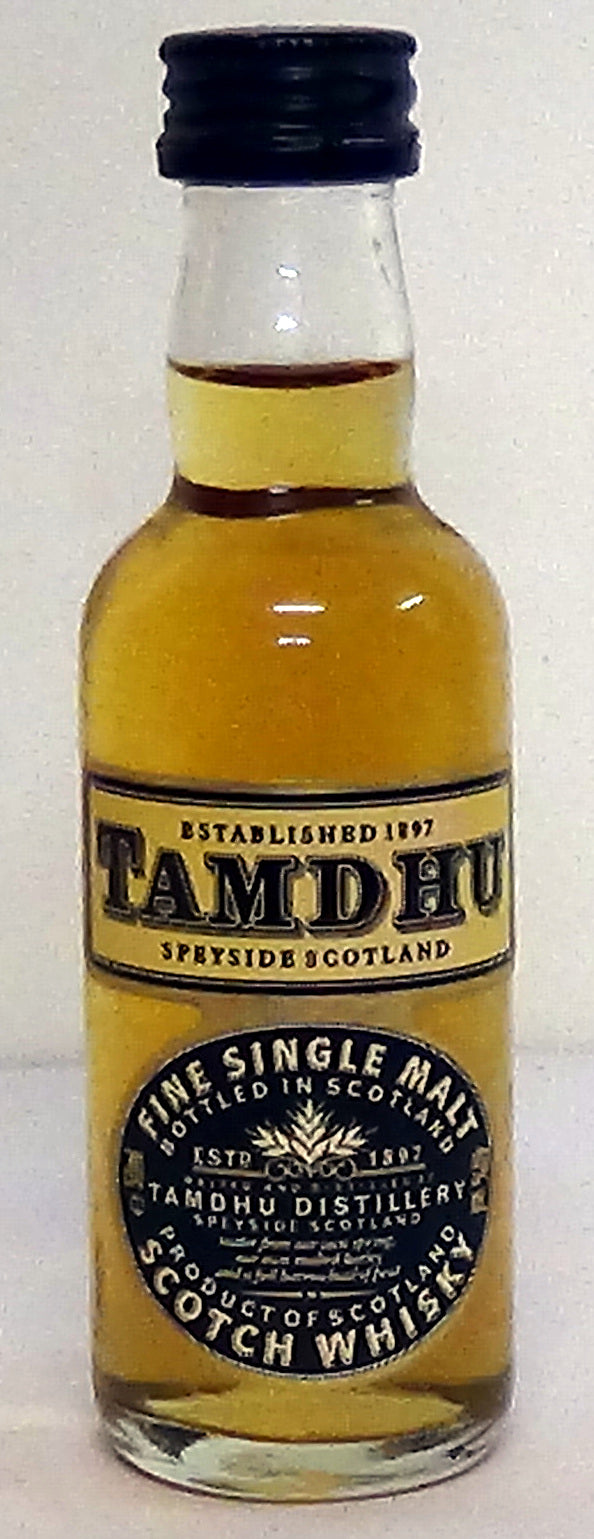 ESTABLISHED 1897
TAMDHU
SPEYSIDE SCOTLAND
FINE SINGLE MALT
BOTTLED IN SCOTLAND
ESTD 1897
TAMDHU DISTILLERY
SPEYSIDE SCOTLAND
PRODUCT OF SCOTLAND
SCOTCH WHISKY